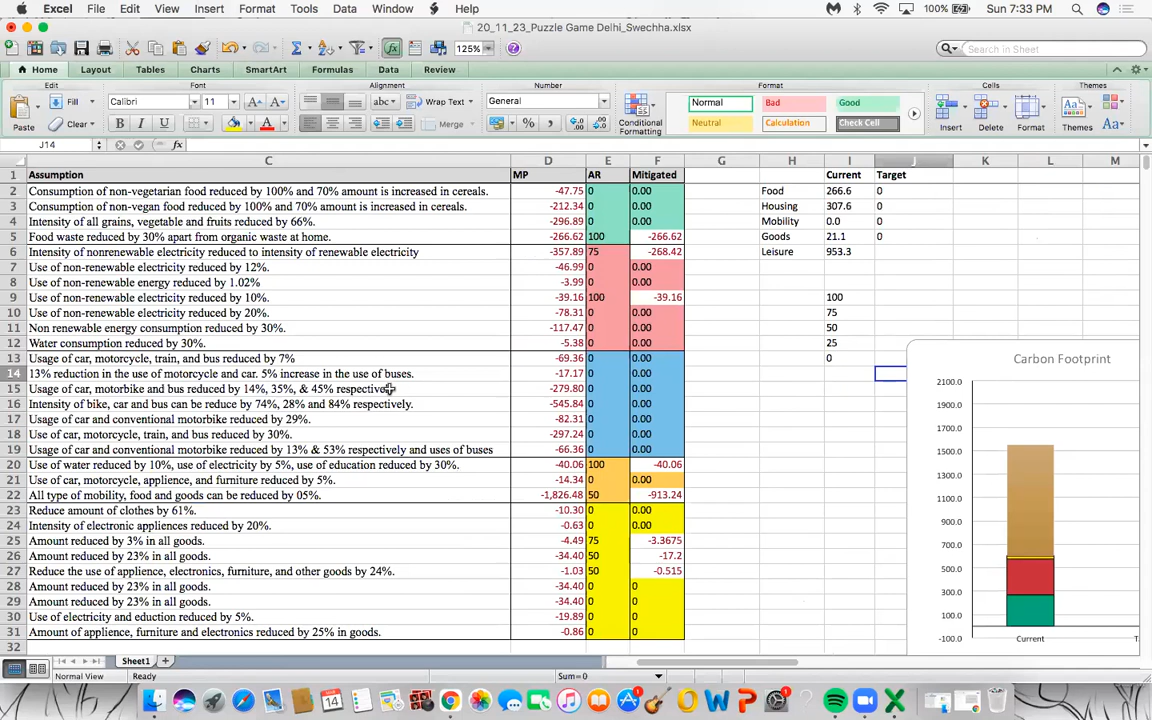 Excel File Edit View Insert Format Tools Data Window Help 100% Sun 7:33 PM
20_11_23_Puzzle Game Delhi_Swechha.xlsx
125% Search in Sheet
Home Layout Tables Charts SmartArt Formulas Data Review
Edit Font Alignment Number Format Cells Themes
Fill Calibri 11 abc Wrap Text General Normal Bad Good
Paste Clear B I U A Merge % Conditional Formatting Neutral Calculation Check Cell Insert Delete Format Themes Aa
J14 fx
C D E F G H I J K L M
1 Assumption MP AR Mitigated Current Target
2 Consumption of non-vegetarian food reduced by 100% and 70% amount is increased in cereals. -47.75 0 0.00 Food 266.6 0
3 Consumption of non-vegan food reduced by 100% and 70% amount is increased in cereals. -212.34 0 0.00 Housing 307.6 0
4 Intensity of all grains, vegetable and fruits reduced by 66%. -296.89 0 0.00 Mobility 0.0 0
5 Food waste reduced by 30% apart from organic waste at home. -266.62 100 -266.62 Goods 21.1 0
6 Intensity of nonrenewable electricity reduced to intensity of renewable electricity -357.89 75 -268.42 Leisure 953.3
7 Use of non-renewable electricity reduced by 12%. -46.99 0 0.00
8 Use of non-renewable energy reduced by 1.02% -3.99 0 0.00
9 Use of non-renewable electricity reduced by 10%. -39.16 100 -39.16 100
10 Use of non-renewable electricity reduced by 20%. -78.31 0 0.00 75
11 Non renewable energy consumption reduced by 30%. -117.47 0 0.00 50
12 Water consumption reduced by 30%. -5.38 0 0.00 25
13 Usage of car, motorcycle, train, and bus reduced by 7% -69.36 0 0.00 0
14 13% reduction in the use of motorcycle and car. 5% increase in the use of buses. -17.17 0 0.00
15 Usage of car, motorbike and bus reduced by 14%, 35%, & 45% respectively -279.80 0 0.00
16 Intensity of bike, car and bus can be reduce by 74%, 28% and 84% respectively. -545.84 0 0.00
17 Usage of car and conventional motorbike reduced by 29%. -82.31 0 0.00
18 Use of car, motorcycle, train, and bus reduced by 30%. -297.24 0 0.00
19 Usage of car and conventional motorbike reduced by 13% & 53% respectively and uses of buses -66.36 0 0.00
20 Use of water reduced by 10%, use of electricity by 5%, use of education reduced by 30%. -40.06 100 -40.06
21 Use of car, motorcycle, applience, and furniture reduced by 5%. -14.34 0 0.00
22 All type of mobility, food and goods can be reduced by 05%. -1,826.48 50 -913.24
23 Reduce amount of clothes by 61%. -10.30 0 0.00
24 Intensity of electronic appliences reduced by 20%. -0.63 0 0.00
25 Amount reduced by 3% in all goods. -4.49 75 -3.3675
26 Amount reduced by 23% in all goods. -34.40 50 -17.2
27 Reduce the use of applience, electronics, furniture, and other goods by 24%. -1.03 50 -0.515
28 Amount reduced by 23% in all goods. -34.40 0 0
29 Amount reduced by 23% in all goods. -34.40 0 0
30 Use of electricity and eduction reduced by 5%. -19.89 0 0
31 Amount of applience, furniture and electronics reduced by 25% in goods. -0.86 0 0
32
Carbon Footprint
2100.0
1900.0
1700.0
1500.0
1300.0
1100.0
900.0
700.0
500.0
300.0
100.0
-100.0
Current T
Sheet1
Normal View Ready Sum=0